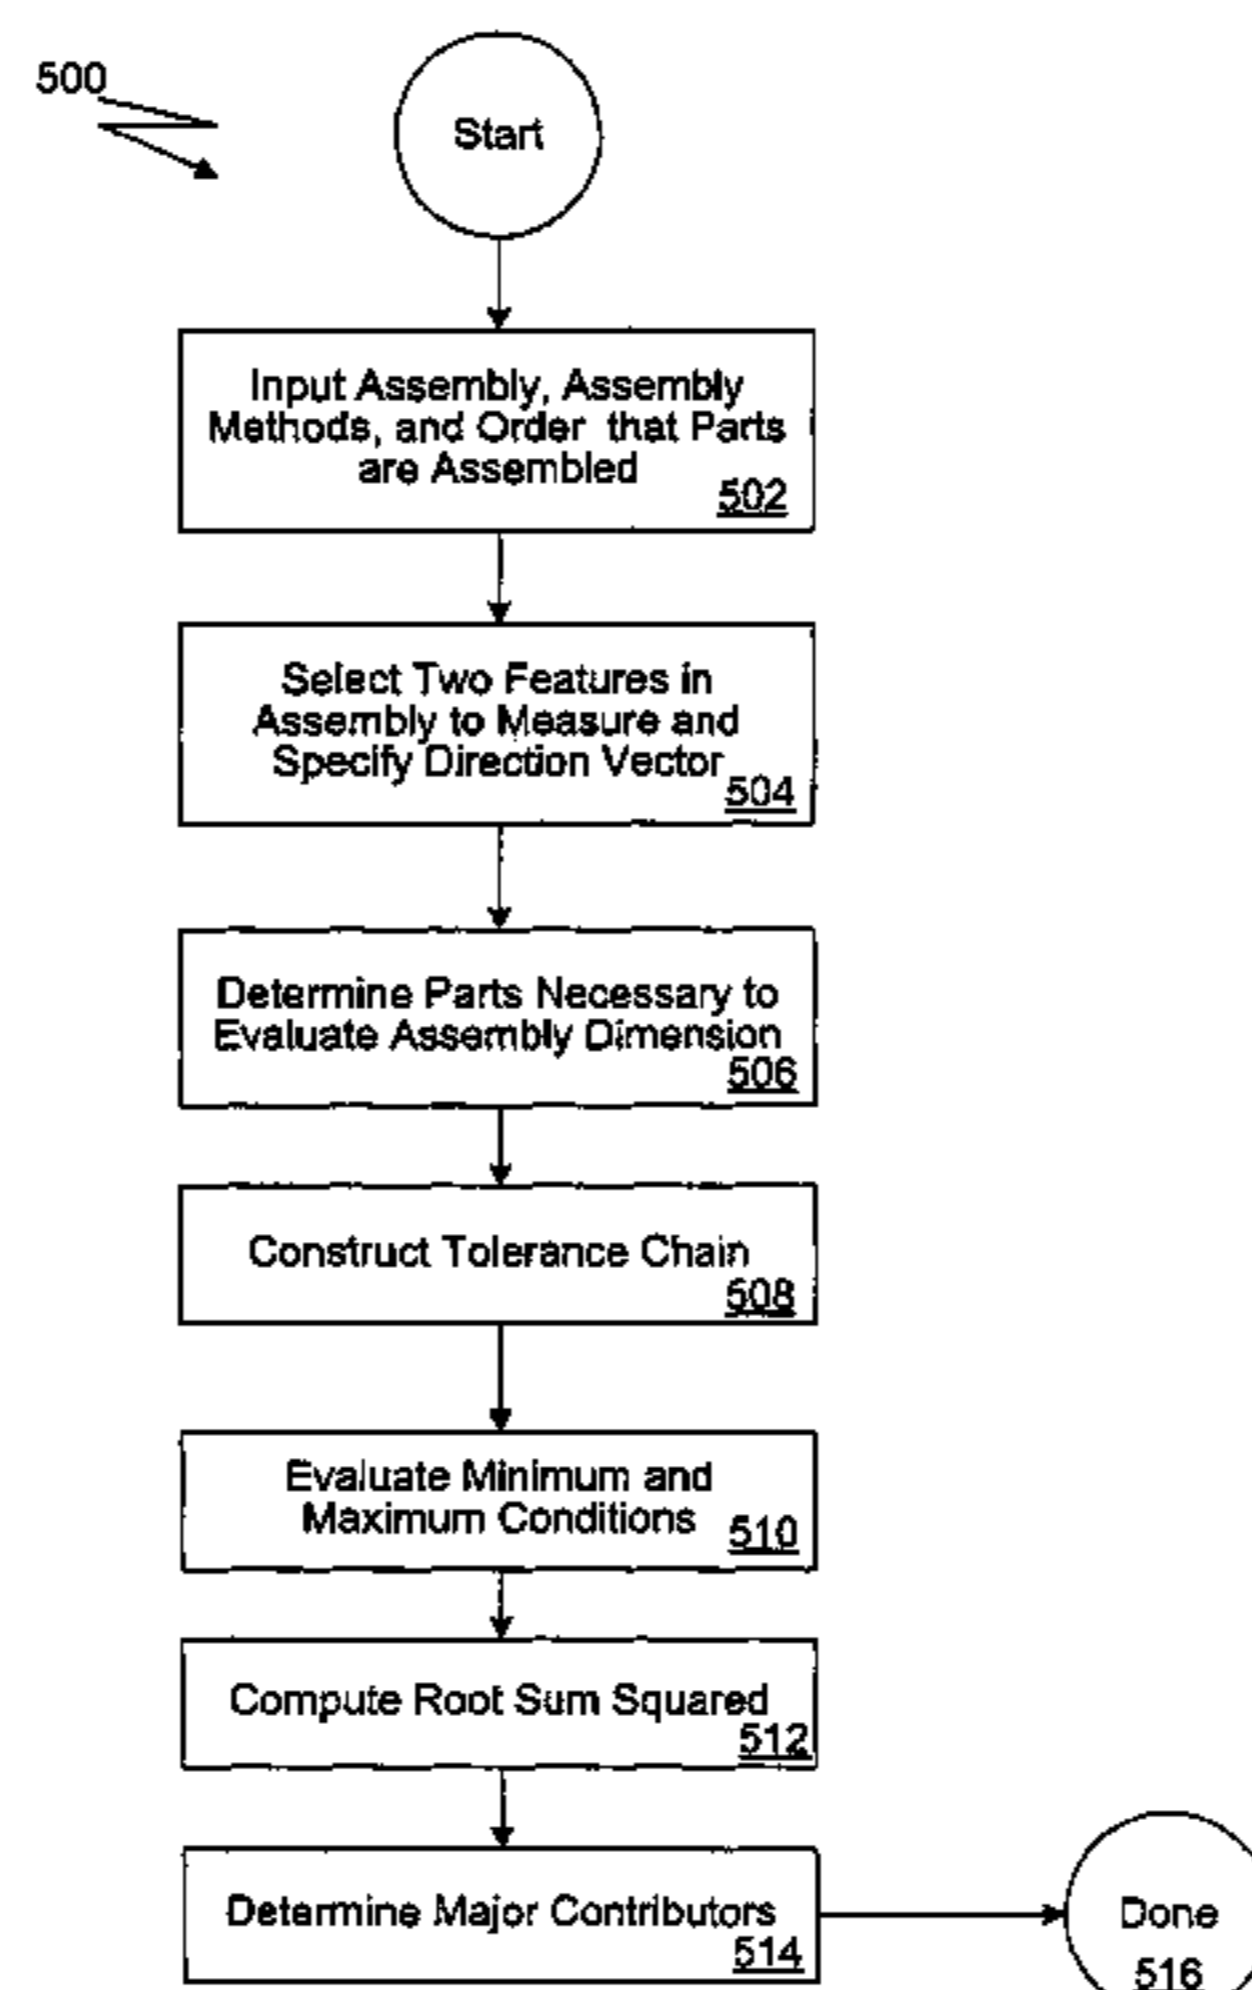 500
Start
Input Assembly, Assembly
Methods, and Order that Parts
are Assembled
502
Select Two Features in
Assembly to Measure and
Specify Direction Vector
504
Determine Parts Necessary to
Evaluate Assembly Dimension
506
Construct Tolerance Chain
508
Evaluate Minimum and
Maximum Conditions
510
Compute Root Sum Squared
512
Determine Major Contributors
514
Done
516